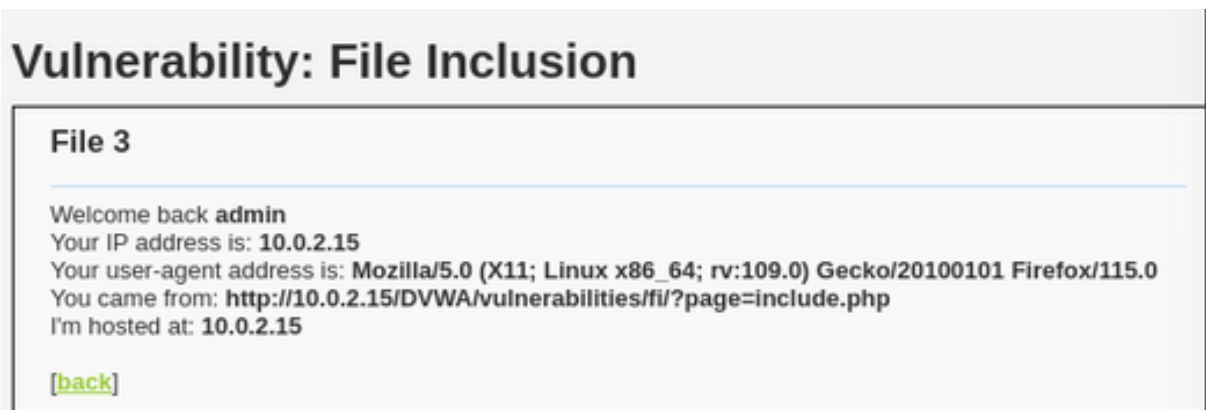 Vulnerability: File Inclusion
File 3
Welcome back admin
Your IP address is: 10.0.2.15
Your user-agent address is: Mozilla/5.0 (X11; Linux x86_64; rv:109.0) Gecko/20100101 Firefox/115.0
You came from: http://10.0.2.15/DVWA/vulnerabilities/fi/?page=include.php
I'm hosted at: 10.0.2.15
[back]